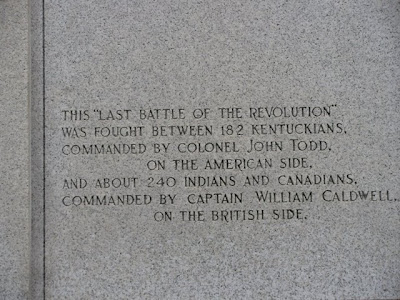 THIS "LAST BATTLE OF THE REVOLUTION"
WAS FOUGHT BETWEEN 182 KENTUCKIANS,
COMMANDED BY COLONEL JOHN TODD,
ON THE AMERICAN SIDE,
AND ABOUT 240 INDIANS AND CANADIANS,
COMMANDED BY CAPTAIN WILLIAM CALDWELL,
ON THE BRITISH SIDE.